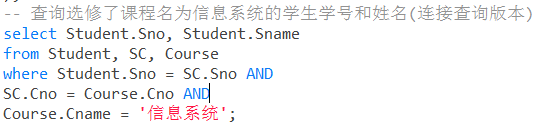 -- 查询选修了课程名为信息系统的学生学号和姓名(连接查询版本)
select Student.Sno, Student.Sname
from Student, SC, Course
where Student.Sno = SC.Sno AND
SC.Cno = Course.Cno AND
Course.Cname = '信息系统';